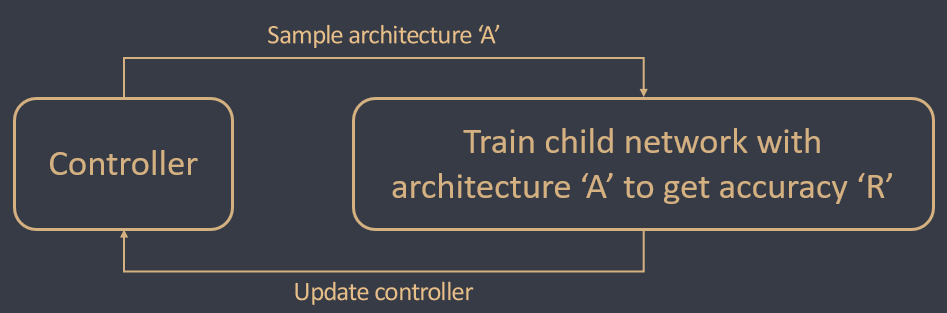 Sample architecture ‘A’
Controller
Train child network with
architecture ‘A’ to get accuracy ‘R’
Update controller